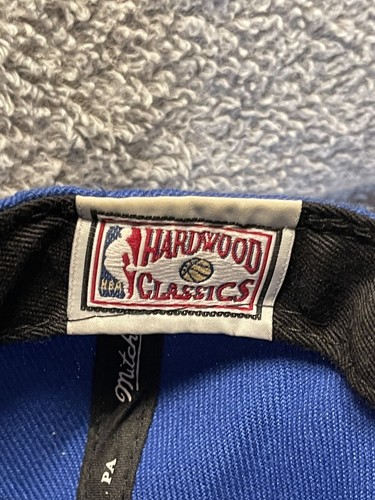 HARDWOOD
NBA
CLASSICS
Mitch
PA